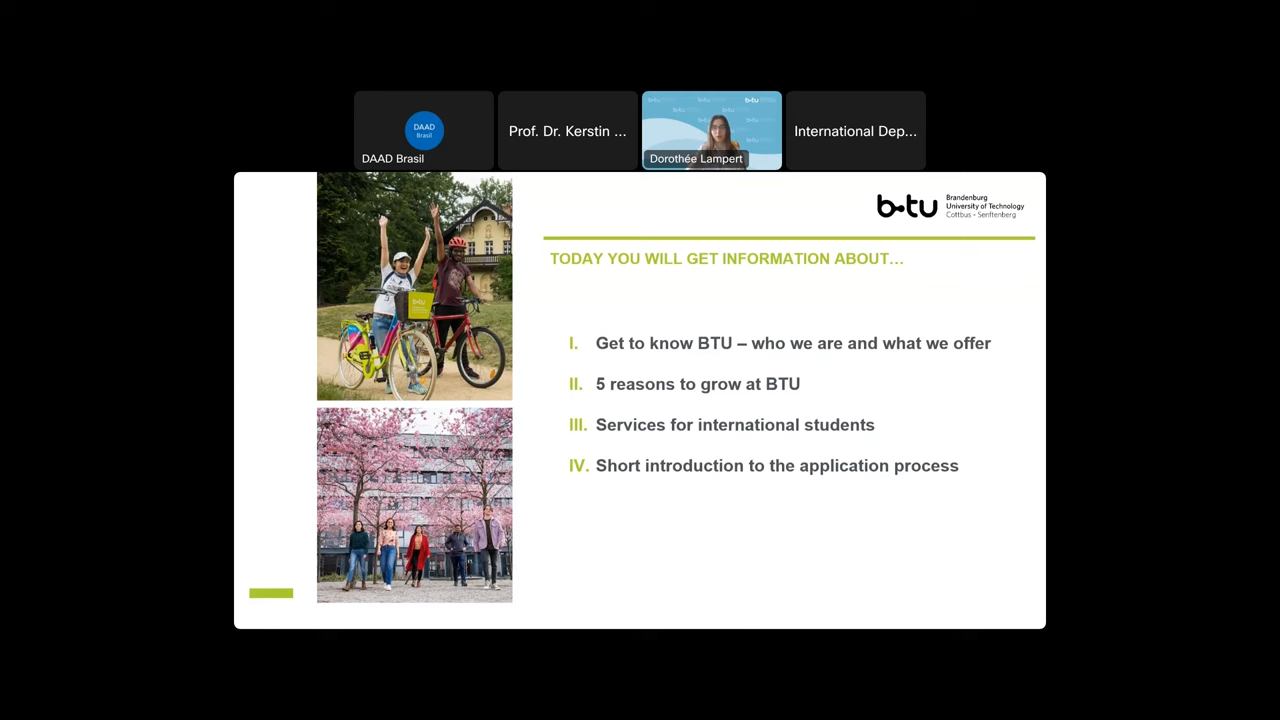 DAAD
Brasil
DAAD Brasil
Prof. Dr. Kerstin ...
b-tu
Dorothée Lampert
International Dep...
b-tu
Brandenburg
University of Technology
Cottbus - Senftenberg
TODAY YOU WILL GET INFORMATION ABOUT…
I. Get to know BTU – who we are and what we offer
II. 5 reasons to grow at BTU
III. Services for international students
IV. Short introduction to the application process
b-tu